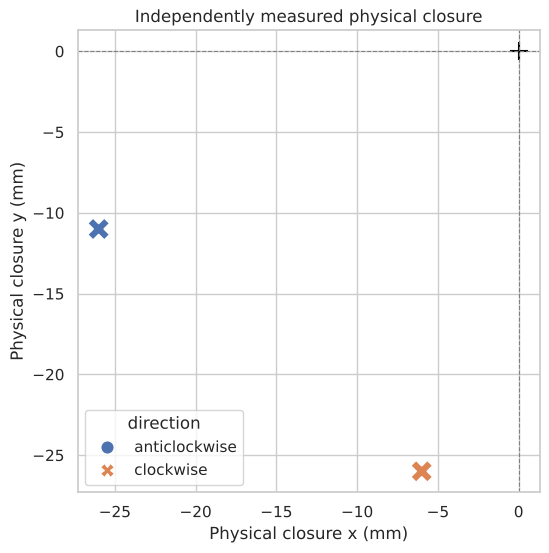 Independently measured physical closure
Physical closure y (mm)
0
−5
−10
−15
−20
−25
direction
anticlockwise
clockwise
−25 −20 −15 −10 −5 0
Physical closure x (mm)